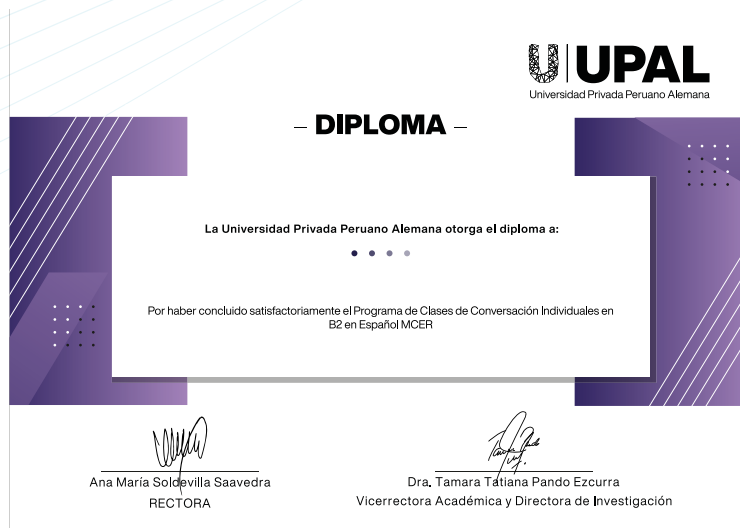 UPAL
Universidad Privada Peruano Alemana
– DIPLOMA –
La Universidad Privada Peruano Alemana otorga el diploma a:
Por haber concluido satisfactoriamente el Programa de Clases de Conversación Individuales en
B2 en Español MCER
Ana María Soldevilla Saavedra
RECTORA
Dra. Tamara Tatiana Pando Ezcurra
Vicerrectora Académica y Directora de Investigación